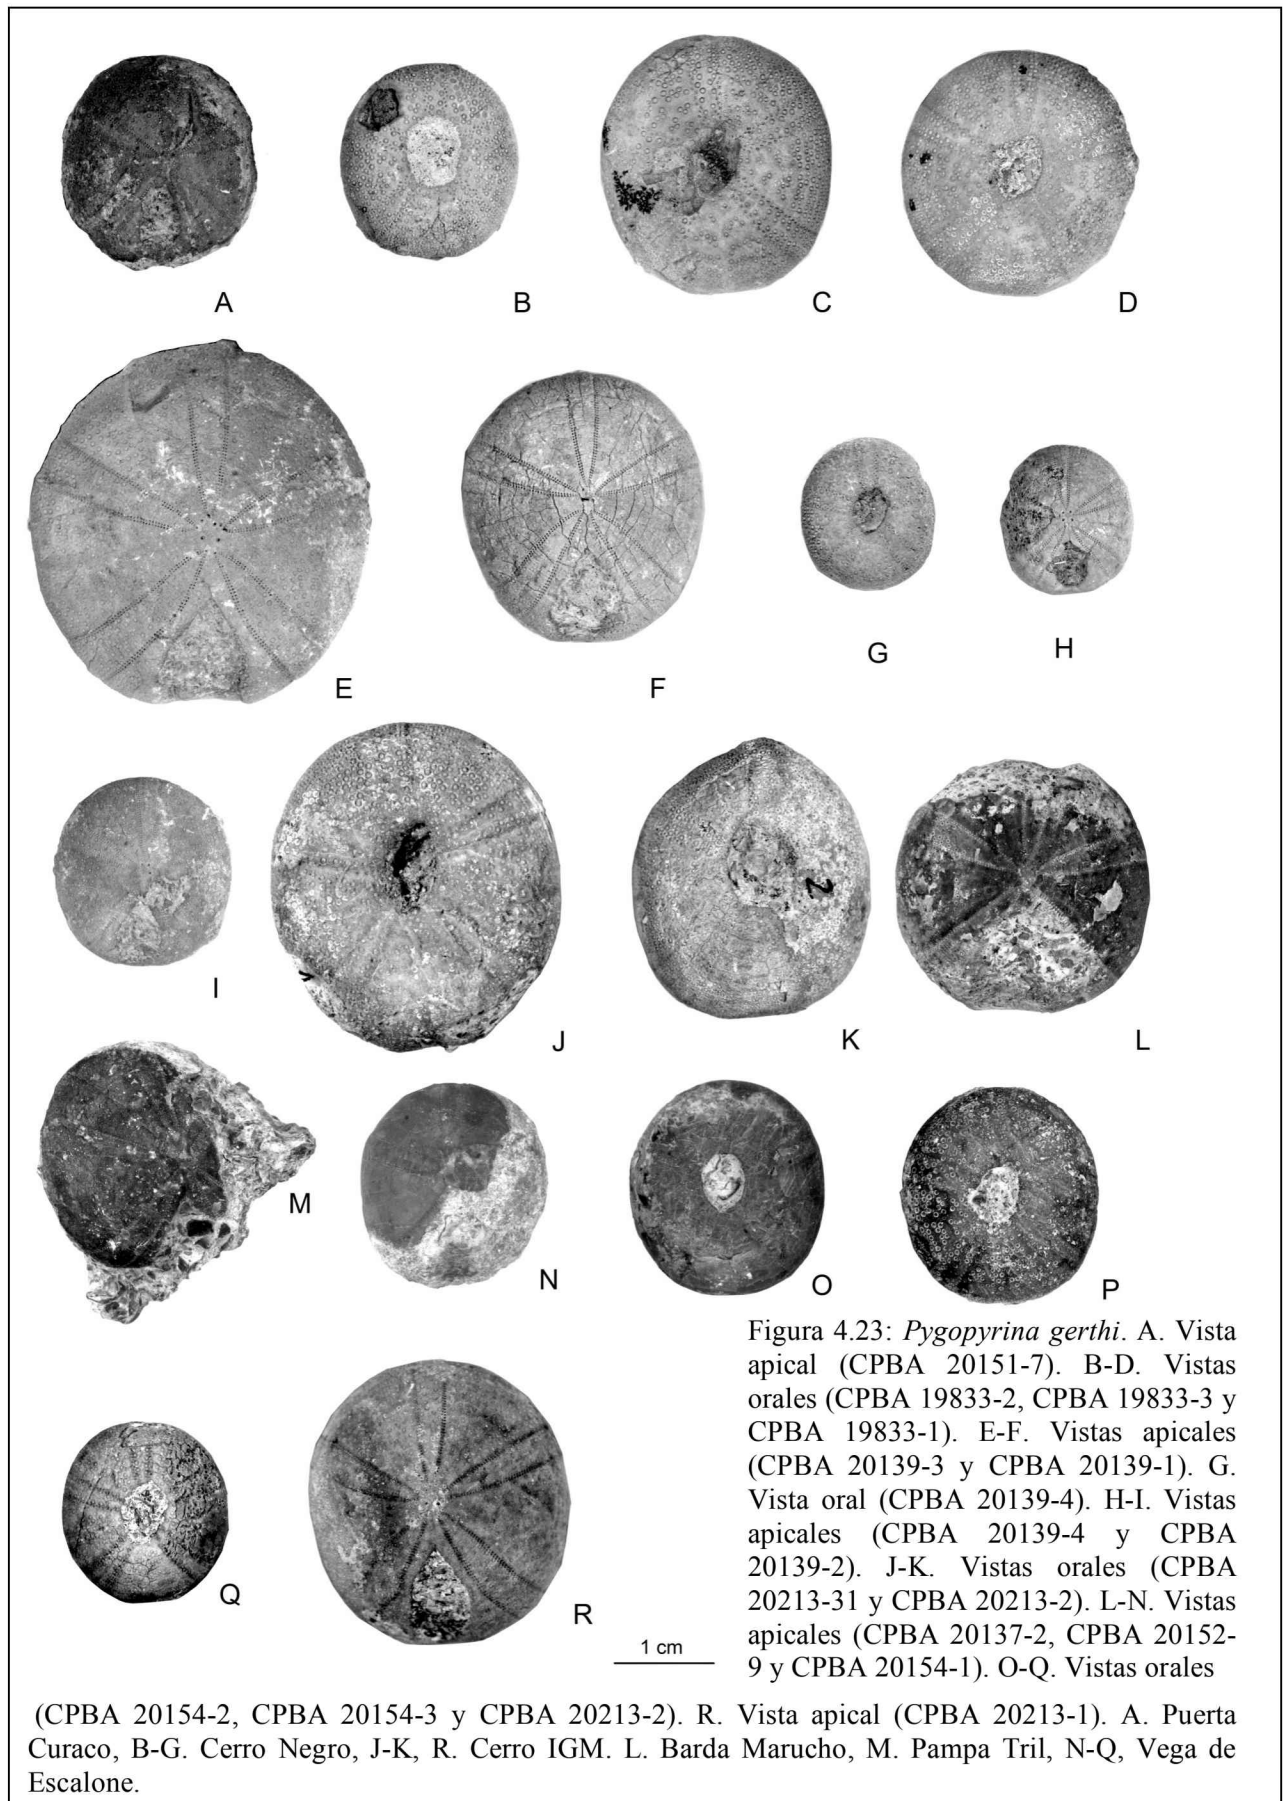 A
B
C
D
E
F
G
H
I
J
K
L
M
N
O
P
Q
R
1 cm
Figura 4.23: Pygopyrina gerthi. A. Vista
apical (CPBA 20151-7). B-D. Vistas
orales (CPBA 19833-2, CPBA 19833-3 y
CPBA 19833-1). E-F. Vistas apicales
(CPBA 20139-3 y CPBA 20139-1). G.
Vista oral (CPBA 20139-4). H-I. Vistas
apicales (CPBA 20139-4 y CPBA
20139-2). J-K. Vistas orales (CPBA
20213-31 y CPBA 20213-2). L-N. Vistas
apicales (CPBA 20137-2, CPBA 20152-
9 y CPBA 20154-1). O-Q. Vistas orales
(CPBA 20154-2, CPBA 20154-3 y CPBA 20213-2). R. Vista apical (CPBA 20213-1). A. Puerta
Curaco, B-G. Cerro Negro, J-K, R. Cerro IGM. L. Barda Marucho, M. Pampa Tril, N-Q, Vega de
Escalone.